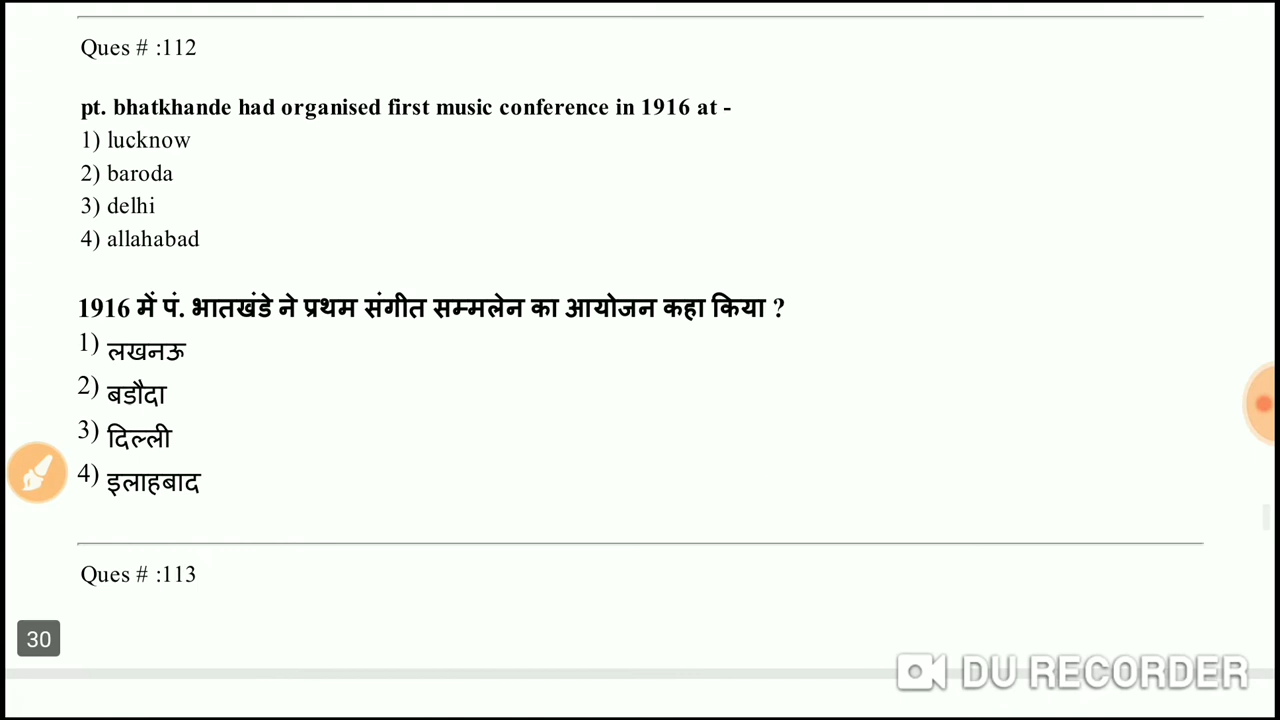 Ques # :112
pt. bhatkhande had organised first music conference in 1916 at -
1) lucknow
2) baroda
3) delhi
4) allahabad
1916 में पं. भातखंडे ने प्रथम संगीत सम्मलेन का आयोजन कहा किया ?
1) लखनऊ
2) बडौदा
3) दिल्ली
4) इलाहबाद
Ques # :113
30
DU RECORDER